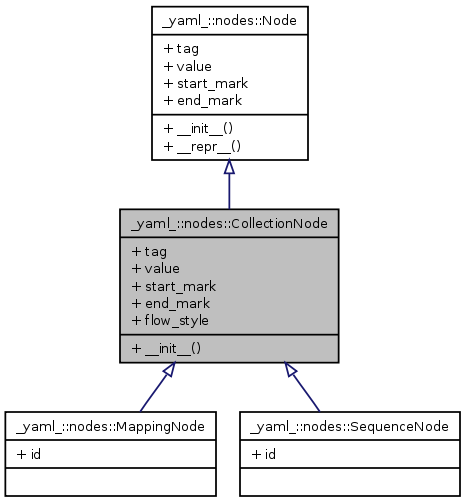 _yaml_::nodes::Node
+ tag
+ value
+ start_mark
+ end_mark
+ __init__()
+ __repr__()
_yaml_::nodes::CollectionNode
+ tag
+ value
+ start_mark
+ end_mark
+ flow_style
+ __init__()
_yaml_::nodes::MappingNode
+ id
_yaml_::nodes::SequenceNode
+ id